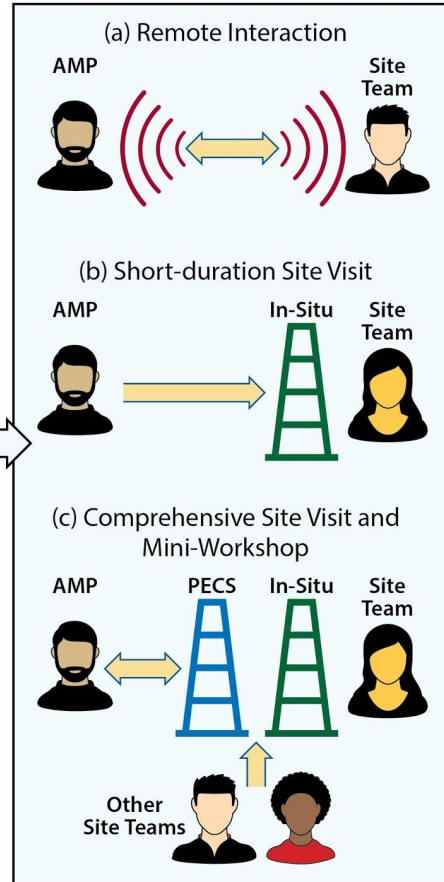 (a) Remote Interaction
AMP
Site
Team
(b) Short-duration Site Visit
AMP
In-Situ
Site
Team
(c) Comprehensive Site Visit and
Mini-Workshop
AMP
PECS
In-Situ
Site
Team
Other
Site Teams